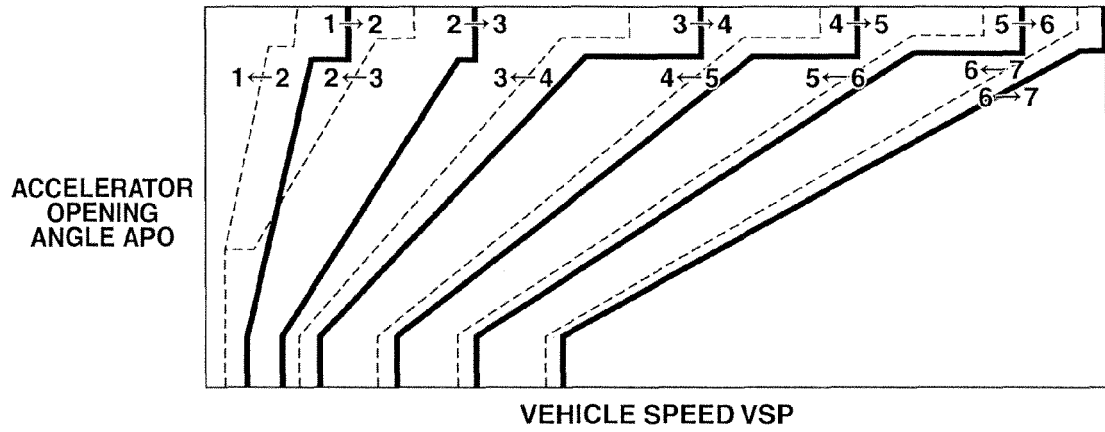 1→2 2→3 3→4 4→5 5→6
1←2 2←3 3←4 4←5 5←6 6←7
6→7
ACCELERATOR
OPENING
ANGLE APO
VEHICLE SPEED VSP